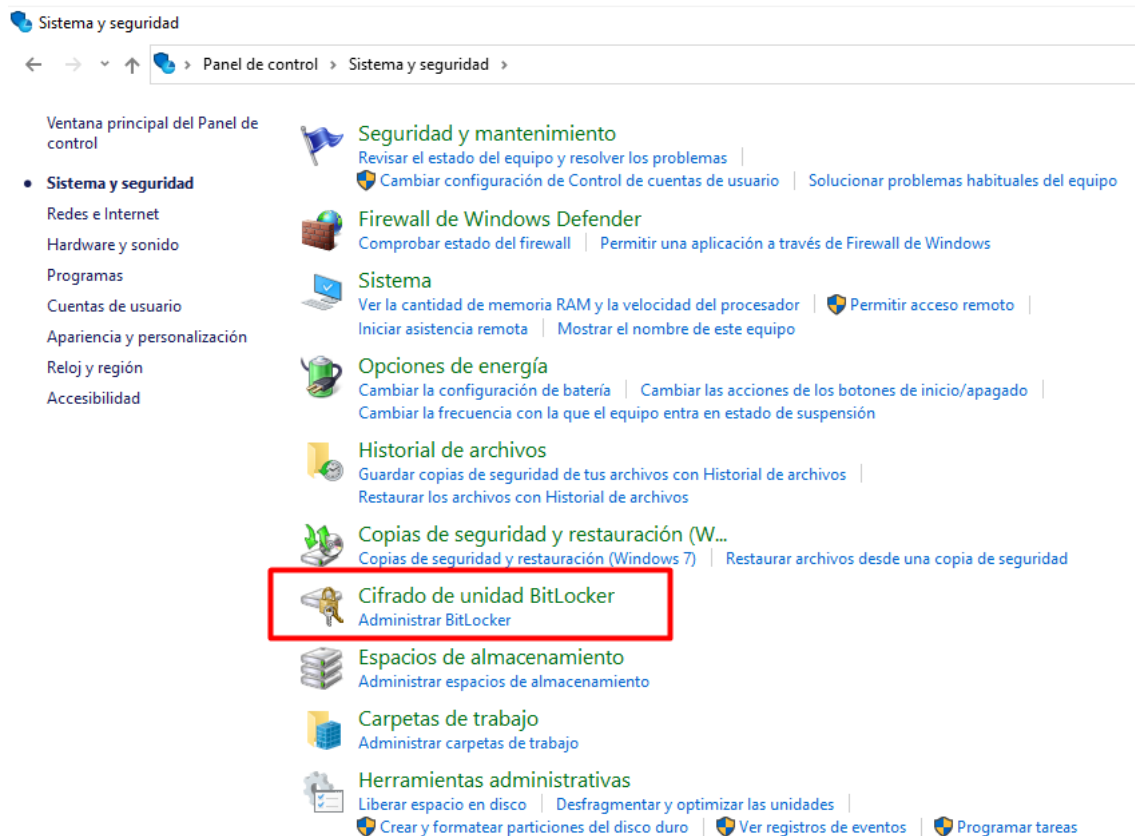 Sistema y seguridad
Panel de control > Sistema y seguridad >
Ventana principal del Panel de
control
Sistema y seguridad
Redes e Internet
Hardware y sonido
Programas
Cuentas de usuario
Apariencia y personalización
Reloj y región
Accesibilidad
Seguridad y mantenimiento
Revisar el estado del equipo y resolver los problemas
Cambiar configuración de Control de cuentas de usuario | Solucionar problemas habituales del equipo
Firewall de Windows Defender
Comprobar estado del firewall | Permitir una aplicación a través de Firewall de Windows
Sistema
Ver la cantidad de memoria RAM y la velocidad del procesador | Permitir acceso remoto
Iniciar asistencia remota | Mostrar el nombre de este equipo
Opciones de energía
Cambiar la configuración de batería | Cambiar las acciones de los botones de inicio/apagado
Cambiar la frecuencia con la que el equipo entra en estado de suspensión
Historial de archivos
Guardar copias de seguridad de tus archivos con Historial de archivos
Restaurar los archivos con Historial de archivos
Copias de seguridad y restauración (W...
Copias de seguridad y restauración (Windows 7) | Restaurar archivos desde una copia de seguridad
Cifrado de unidad BitLocker
Administrar BitLocker
Espacios de almacenamiento
Administrar espacios de almacenamiento
Carpetas de trabajo
Administrar carpetas de trabajo
Herramientas administrativas
Liberar espacio en disco | Desfragmentar y optimizar las unidades
Crear y formatear particiones del disco duro | Ver registros de eventos | Programar tareas